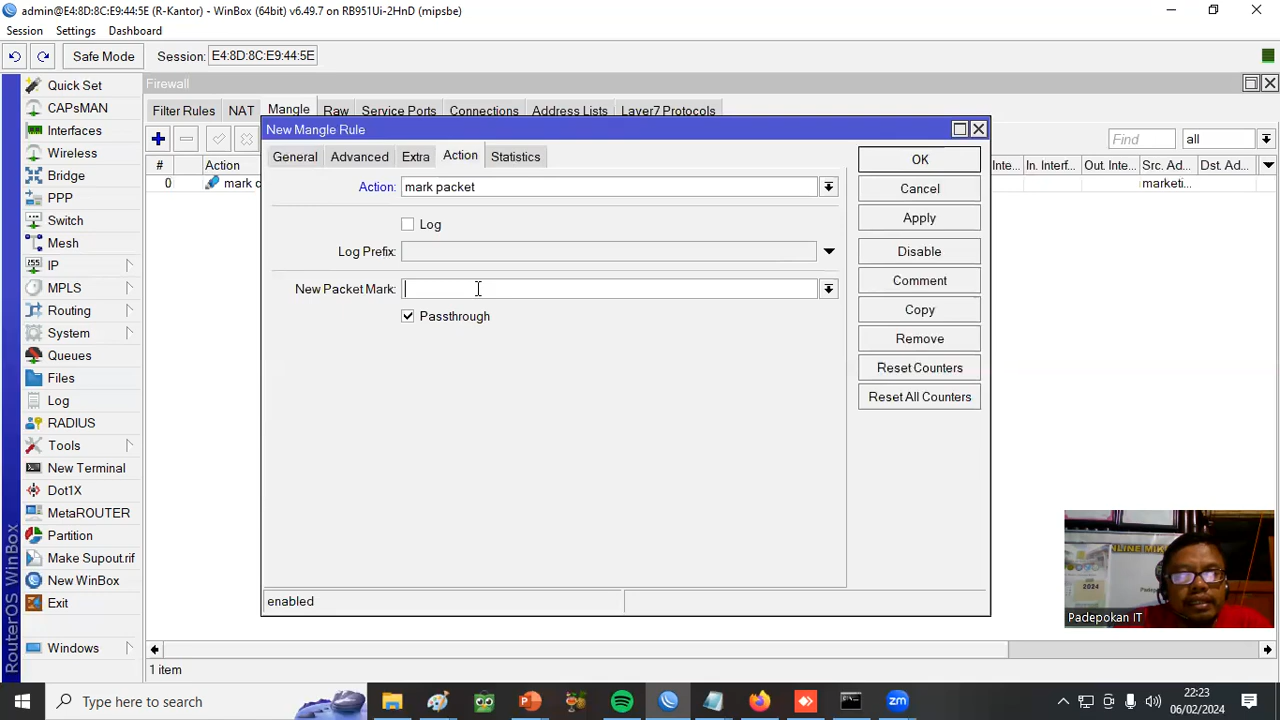 admin@E4:8D:8C:E9:44:5E (R-Kantor) - WinBox (64bit) v6.49.7 on RB951Ui-2HnD (mipsbe)
Session Settings Dashboard
Safe Mode Session: E4:8D:8C:E9:44:5E
RouterOS WinBox
Quick Set
CAPsMAN
Interfaces
Wireless
Bridge
PPP
Switch
Mesh
IP
MPLS
Routing
System
Queues
Files
Log
RADIUS
Tools
New Terminal
Dot1X
MetaROUTER
Partition
Make Supout.rif
New WinBox
Exit
Windows
Firewall
Filter Rules NAT Mangle Raw Service Ports Connections Address Lists Layer7 Protocols
Find all
# Action In. Interf... Out. Inte... Src. Ad... Dst. Ad...
0 mark c marketi...
New Mangle Rule
General Advanced Extra Action Statistics
Action: mark packet
Log
Log Prefix:
New Packet Mark:
Passthrough
OK
Cancel
Apply
Disable
Comment
Copy
Remove
Reset Counters
Reset All Counters
enabled
1 item
NLINE MIK
2024
Padepokan IT
Type here to search
22:23
06/02/2024